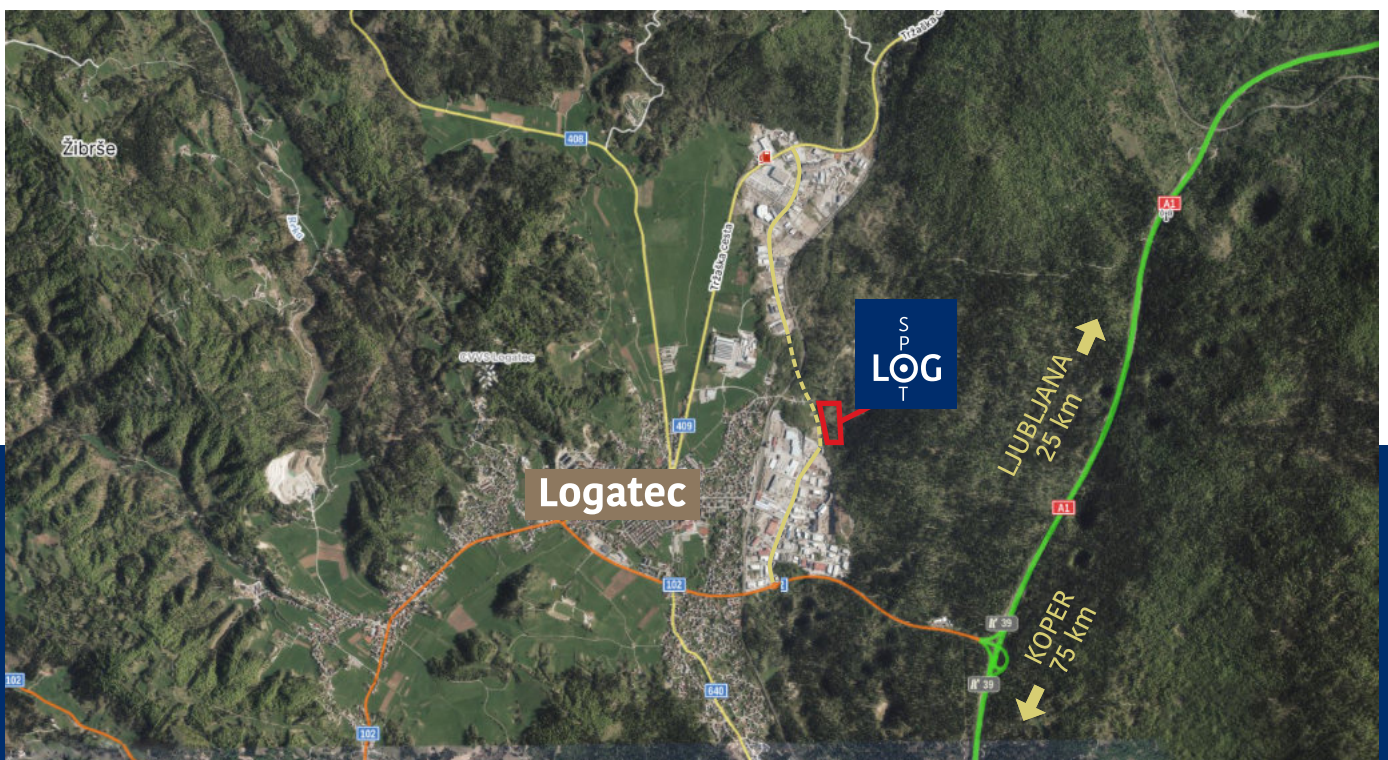 Tržaška c
Žibrše
408
A1
Reka
Tržaška cesta
S
P
LOG
T
CVVS Logatec
LJUBLJANA
25 km
409
Logatec
A1
102
KOPER
75 km
39
39
102
640
102